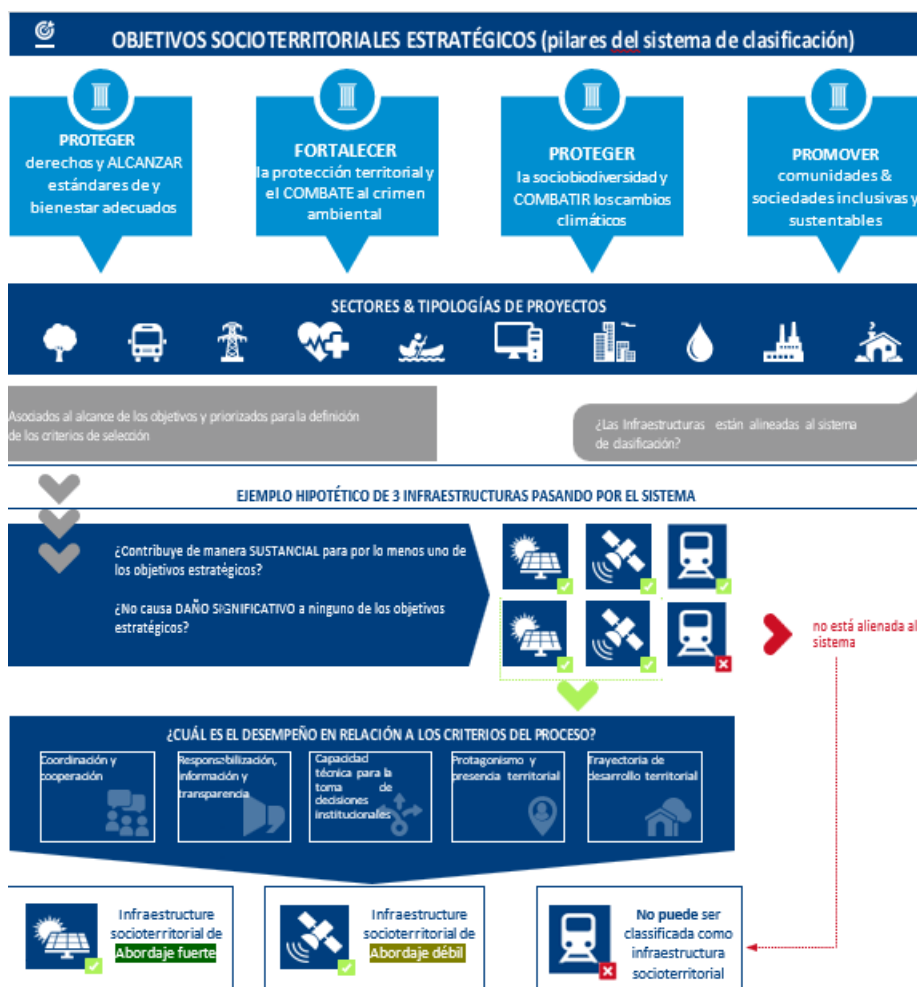 OBJETIVOS SOCIOTERRITORIALES ESTRATÉGICOS (pilares del sistema de clasificación)
PROTEGER
derechos y ALCANZAR
estándares de y
bienestar adecuados
FORTALECER
la protección territorial y
el COMBATE al crimen
ambiental
PROTEGER
la sociobiodiversidad y
COMBATIR los cambios
climáticos
PROMOVER
comunidades &
sociedades inclusivas y
sustentables
SECTORES & TIPOLOGÍAS DE PROYECTOS
Asociados al alcance de los objetivos y priorizados para la definición
de los criterios de selección
¿Las Infraestructuras están alineadas al sistema
de clasificación?
EJEMPLO HIPOTÉTICO DE 3 INFRAESTRUCTURAS PASANDO POR EL SISTEMA
¿Contribuye de manera SUSTANCIAL para por lo menos uno de
los objetivos estratégicos?
¿No causa DAÑO SIGNIFICATIVO a ninguno de los objetivos
estratégicos?
no está alienada al
sistema
¿CUÁL ES EL DESEMPEÑO EN RELACIÓN A LOS CRITERIOS DEL PROCESO?
Coordinación y
cooperación
Responsabilización,
información y
transparencia
Capacidad
técnica para la
toma de
decisiones
institucionales
Protagonismo y
presencia territorial
Trayectoria de
desarrollo territorial
Infraestructure
socioterritorial de
Abordaje fuerte
Infraestructure
socioterritorial de
Abordaje débil
No puede ser
classificada como
infraestructura
socioterritorial